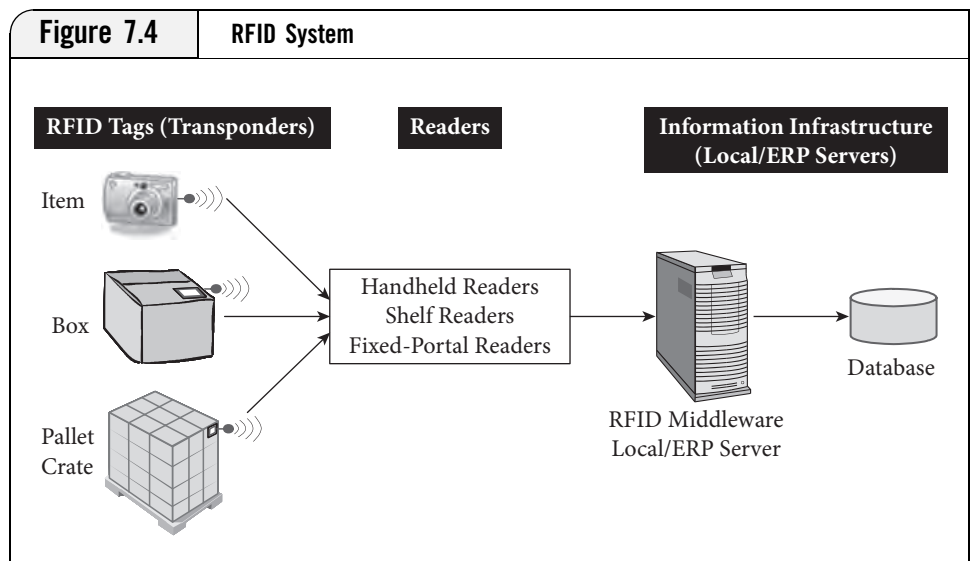 Figure 7.4
RFID System
RFID Tags (Transponders)
Readers
Information Infrastructure
(Local/ERP Servers)
Item
Box
Pallet
Crate
Handheld Readers
Shelf Readers
Fixed-Portal Readers
RFID Middleware
Local/ERP Server
Database